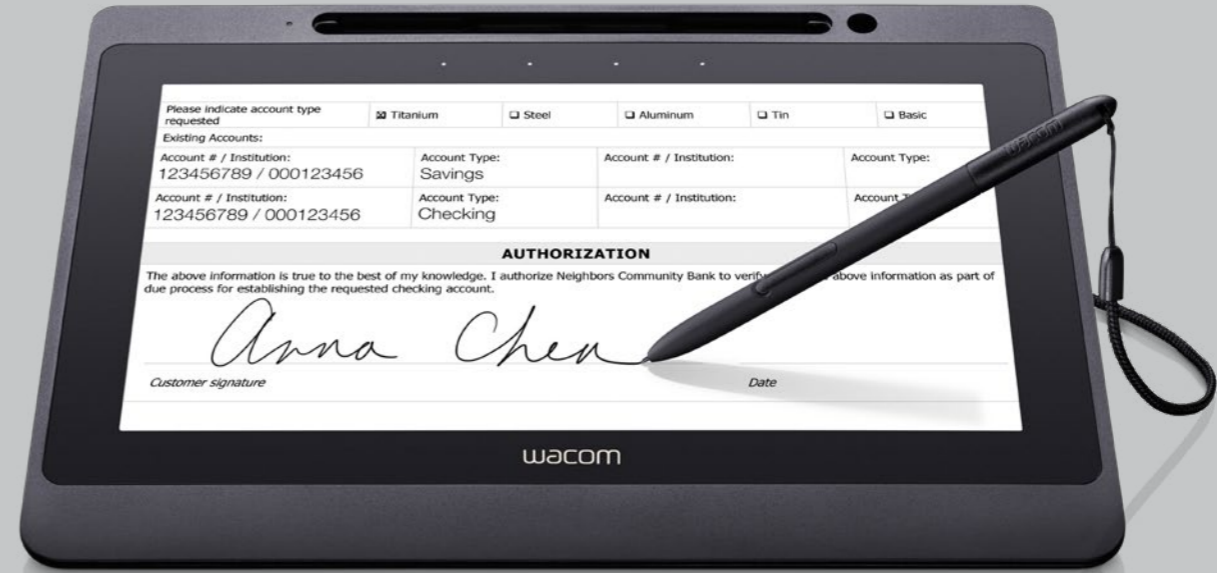 Please indicate account type
requested
☒ Titanium
☐ Steel
☐ Aluminum
☐ Tin
☐ Basic
Existing Accounts:
Account # / Institution:
123456789 / 000123456
Account Type:
Savings
Account # / Institution:
Account Type:
Account # / Institution:
123456789 / 000123456
Account Type:
Checking
Account # / Institution:
Account
AUTHORIZATION
The above information is true to the best of my knowledge. I authorize Neighbors Community Bank to above information as part of
due process for establishing the requested checking account.
Anna Chen
Customer signature
Date
wacom
wacom